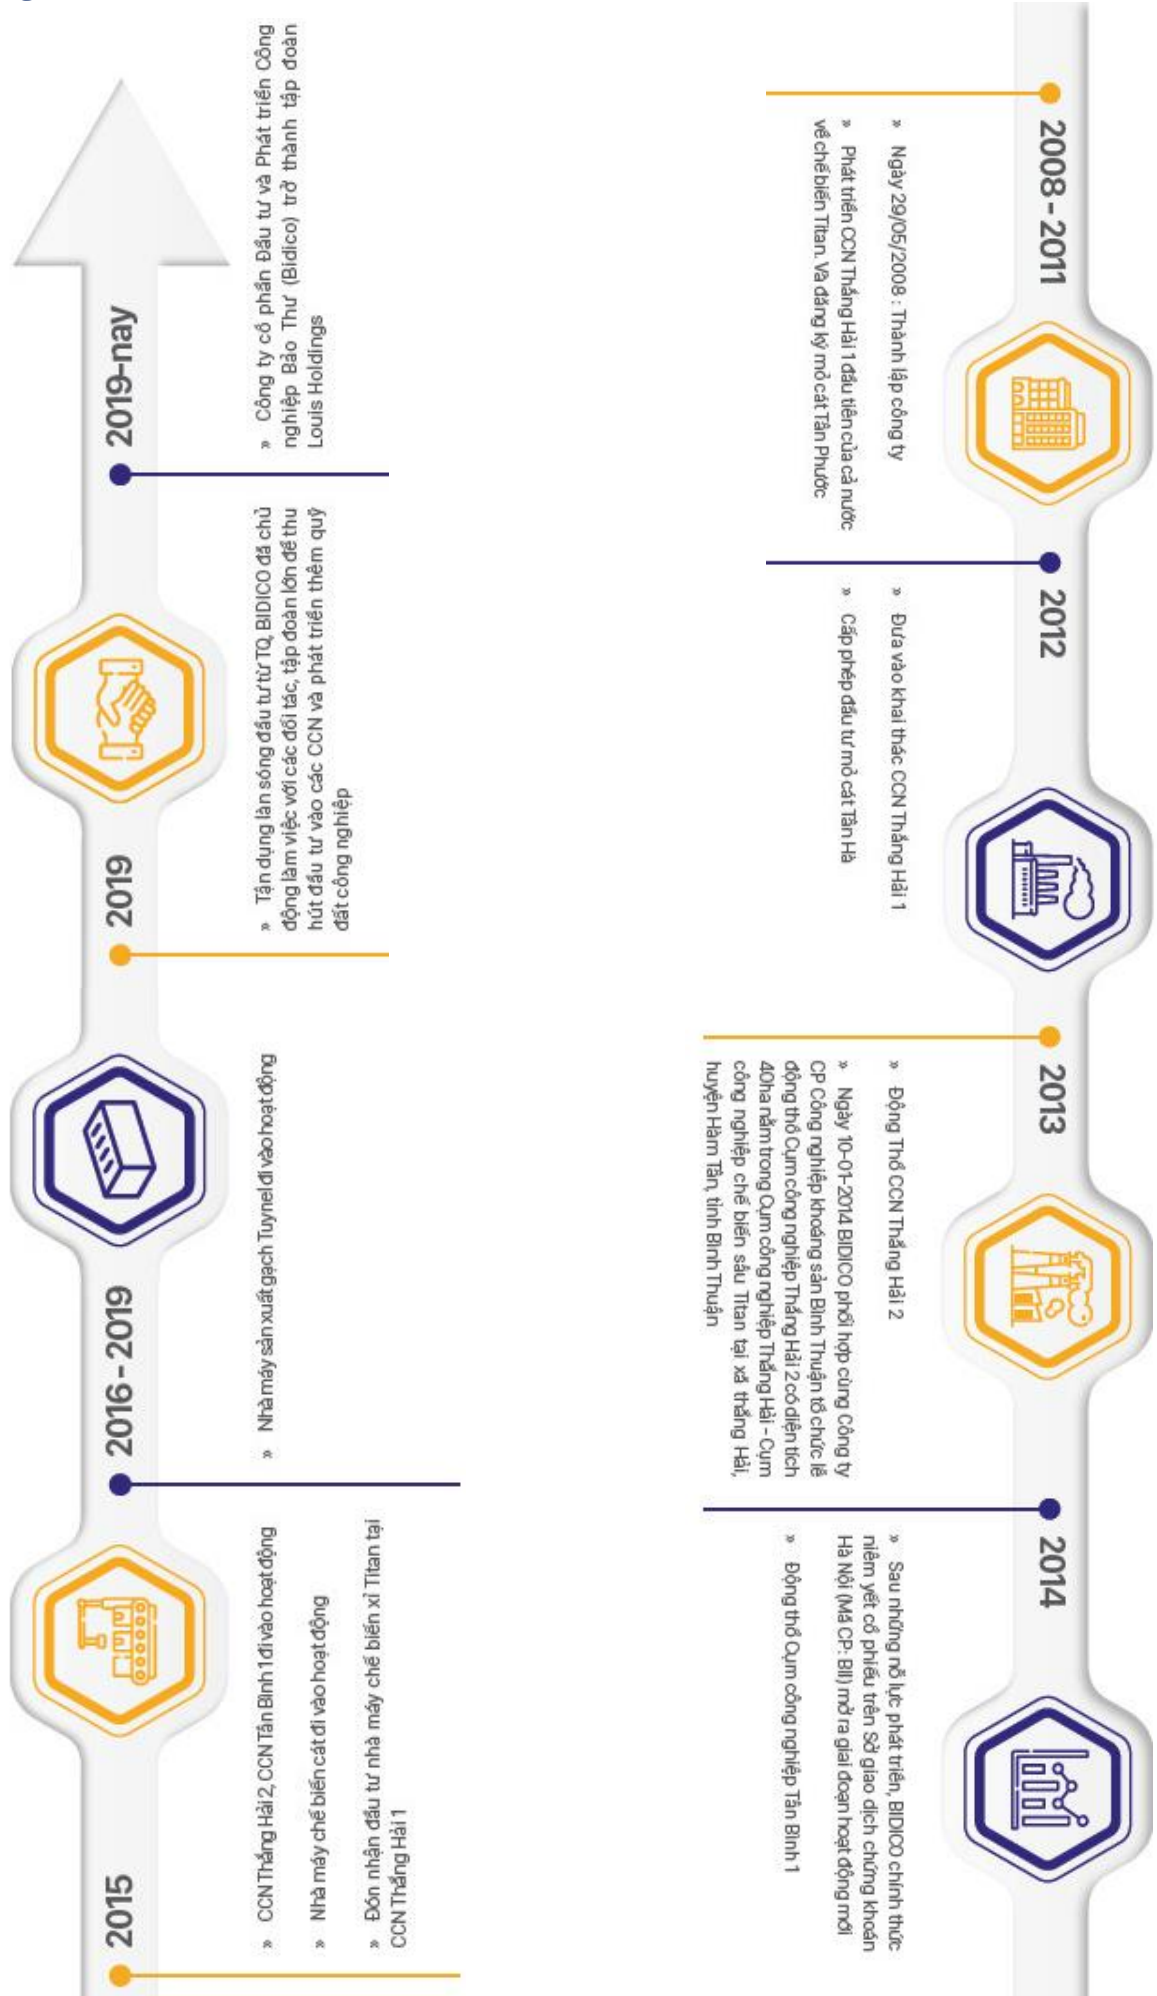 2008 - 2011
» Ngày 29/05/2008 : Thành lập công ty
» Phát triển CCN Thắng Hải 1 đầu tiên của cả nước
về chế biến Titan. Và đăng ký mỏ cát Tân Phước
2012
» Đưa vào khai thác CCN Thắng Hải 1
» Cấp phép đầu tư mỏ cát Tân Hà
2013
» Động Thổ CCN Thắng Hải 2
» Ngày 10-01-2014 BIDICO phối hợp cùng Công ty
CP Công nghiệp khoáng sản Bình Thuận tổ chức lễ
động thổ Cụm công nghiệp Thắng Hải 2 có diện tích
40ha nằm trong Cụm công nghiệp Thắng Hải - Cụm
công nghiệp chế biến sâu Titan tại xã thắng Hải,
huyện Hàm Tân, tỉnh Bình Thuận
2014
» Sau những nỗ lực phát triển, BIDICO chính thức
niêm yết cổ phiếu trên Sở giao dịch chứng khoán
Hà Nội (Mã CP: BII) mở ra giai đoạn hoạt động mới
» Động thổ Cụm công nghiệp Tân Bình 1
2015
» CCN Thắng Hải 2, CCN Tân Bình 1 đi vào hoạt động
» Nhà máy chế biến cát đi vào hoạt động
» Đón nhận đầu tư nhà máy chế biến xỉ Titan tại
CCN Thắng Hải 1
2016 - 2019
» Nhà máy sản xuất gạch Tuynel đi vào hoạt động
2019
» Tận dụng làn sóng đầu tư từ TQ, BIDICO đã chủ
động làm việc với các đối tác, tập đoàn lớn để thu
hút đầu tư vào các CCN và phát triển thêm quỹ
đất công nghiệp
2019-nay
» Công ty cổ phần Đầu tư và Phát triển Công
nghiệp Bảo Thư (Bidico) trở thành tập đoàn
Louis Holdings